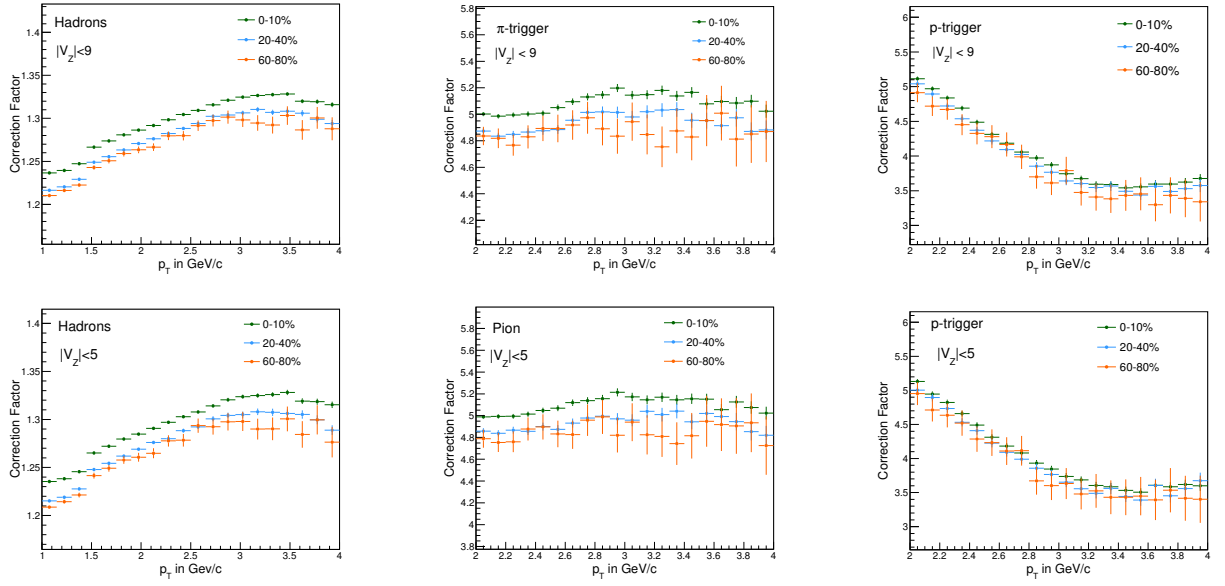 Hadrons
|V_Z|<9
0-10%
20-40%
60-80%
Correction Factor
1.4
1.35
1.3
1.25
1.2
1 1.5 2 2.5 3 3.5 4
p_T in GeV/c
π-trigger
|V_Z| < 9
0-10%
20-40%
60-80%
Correction Factor
5.8
5.6
5.4
5.2
5
4.8
4.6
4.4
4.2
2 2.2 2.4 2.6 2.8 3 3.2 3.4 3.6 3.8 4
p_T in GeV/c
p-trigger
|V_Z| < 9
0-10%
20-40%
60-80%
Correction Factor
6
5.5
5
4.5
4
3.5
3
2 2.2 2.4 2.6 2.8 3 3.2 3.4 3.6 3.8 4
p_T in GeV/c
Hadrons
|V_Z|<5
0-10%
20-40%
60-80%
Correction Factor
1.4
1.35
1.3
1.25
1.2
1 1.5 2 2.5 3 3.5 4
p_T in GeV/c
Pion
|V_Z|<5
0-10%
20-40%
60-80%
Correction Factor
5.8
5.6
5.4
5.2
5
4.8
4.6
4.4
4.2
4
3.8
2 2.2 2.4 2.6 2.8 3 3.2 3.4 3.6 3.8 4
p_T in GeV/c
p-trigger
|V_Z|<5
0-10%
20-40%
60-80%
Correction Factor
6
5.5
5
4.5
4
3.5
3
2 2.2 2.4 2.6 2.8 3 3.2 3.4 3.6 3.8 4
p_T in GeV/c